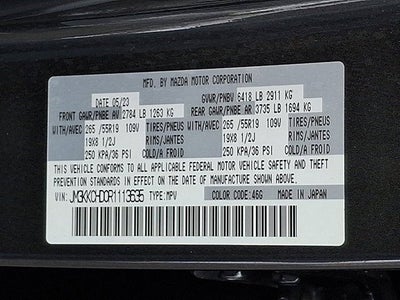 MFD. BY MAZDA MOTOR CORPORATION
DATE 05/23 GVWR/PNBV 6418 LB 2911 KG
FRONT GAWR/PNBE AV 2784 LB 1263 KG REAR GAWR/PNBE AR 3735 LB 1694 KG
WITH/AVEC 265 /55R19 109V TIRES/PNEUS WITH/AVEC 265 /55R19 109V TIRES/PNEUS
19X8 1/2J RIMS/JANTES 19X8 1/2J RIMS/JANTES
250 KPA/36 PSI COLD/A FROID 250 KPA/36 PSI COLD/A FROID
THIS VEHICLE CONFORMS TO ALL APPLICABLE FEDERAL MOTOR VEHICLE SAFETY AND THEFT
PREVENTION STANDARDS IN EFFECT ON THE DATE OF MANUFACTURE SHOWN ABOVE.
VIN: JM3KKCHD0R1113635 TYPE: MPV COLOR CODE: 46G MADE IN JAPAN